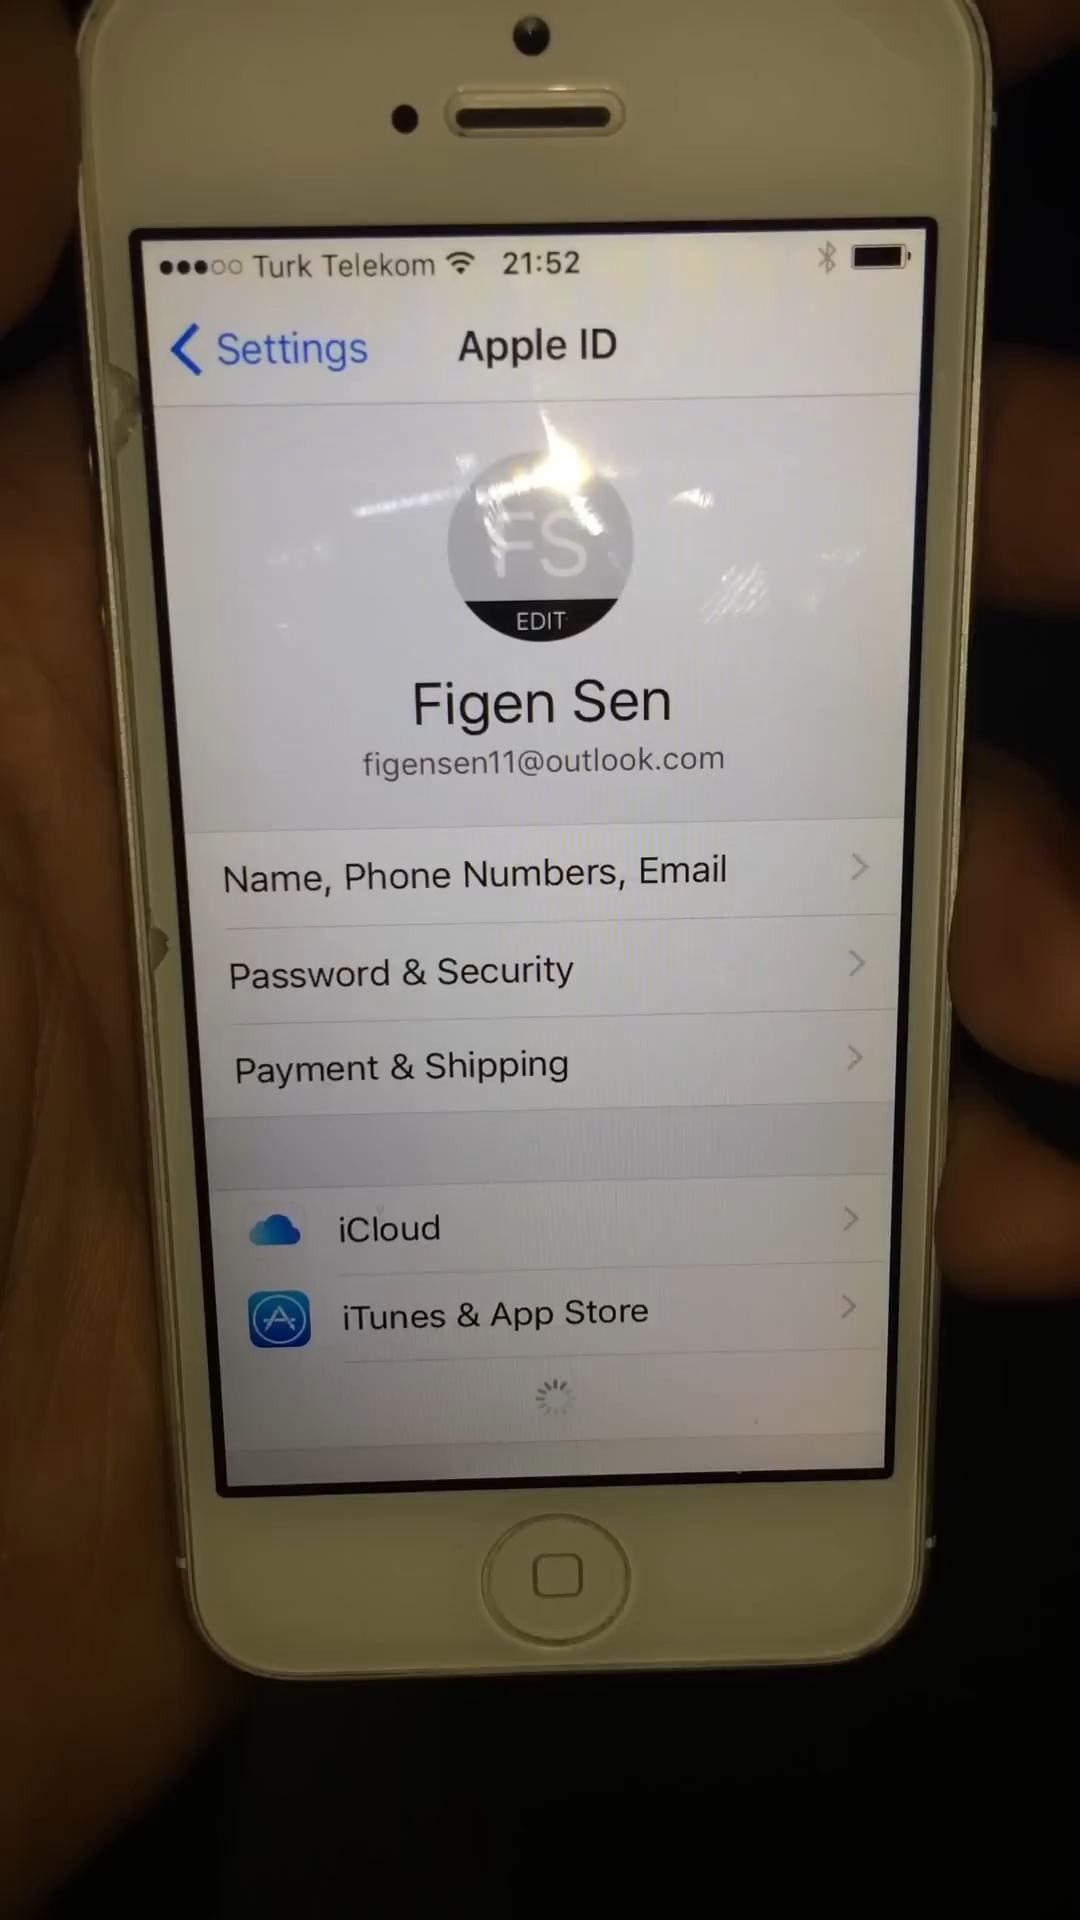 Turk Telekom 21:52
Settings Apple ID
FS
EDIT
Figen Sen
figensen11@outlook.com
Name, Phone Numbers, Email
Password & Security
Payment & Shipping
iCloud
iTunes & App Store